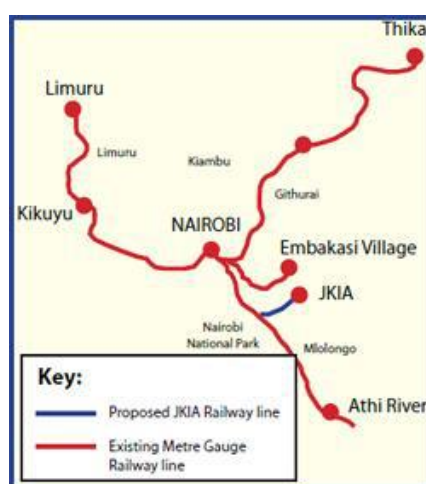 Thika
Limuru
Limuru
Kiambu
Githurai
Kikuyu
NAIROBI
Embakasi Village
JKIA
Nairobi
National Park
Mlolongo
Athi River
Key:
Proposed JKIA Railway line
Existing Metre Gauge
Railway line